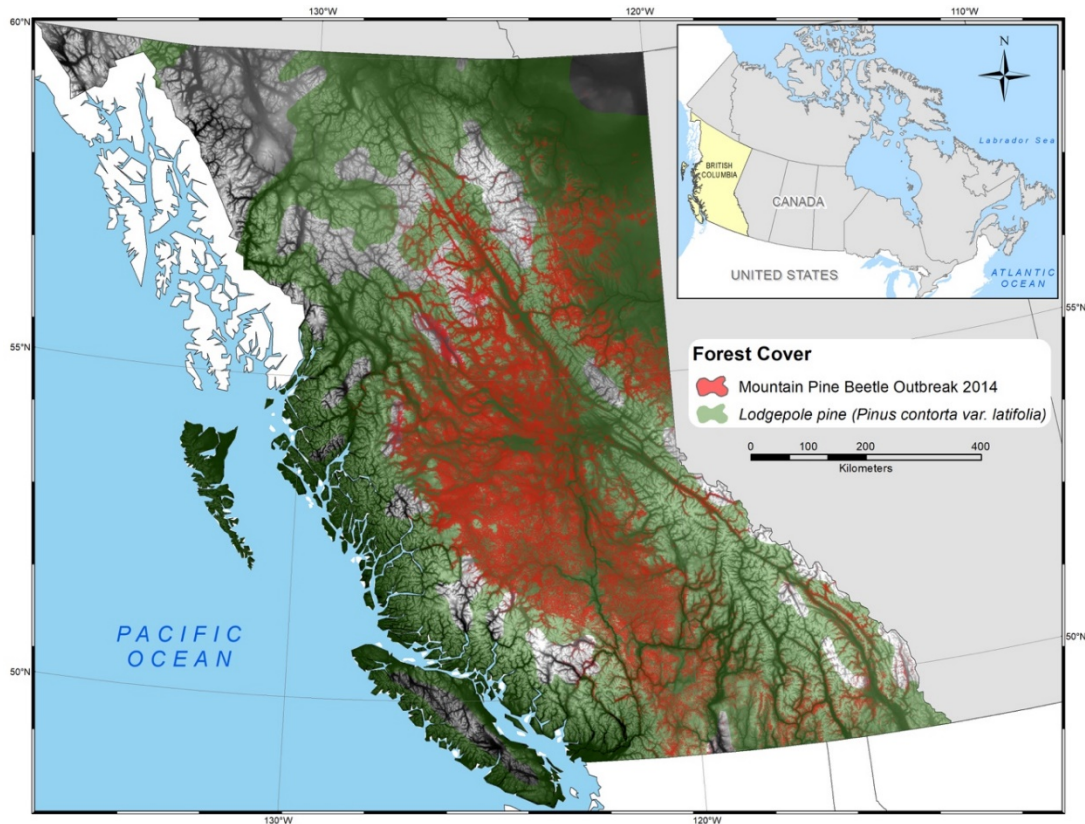 130°W
120°W
110°W
60°N
N
Labrador Sea
BRITISH
COLUMBIA
CANADA
UNITED STATES
ATLANTIC
OCEAN
55°N
55°N
Forest Cover
Mountain Pine Beetle Outbreak 2014
Lodgepole pine (Pinus contorta var. latifolia)
0
100
200
400
Kilometers
PACIFIC
OCEAN
50°N
50°N
130°W
120°W